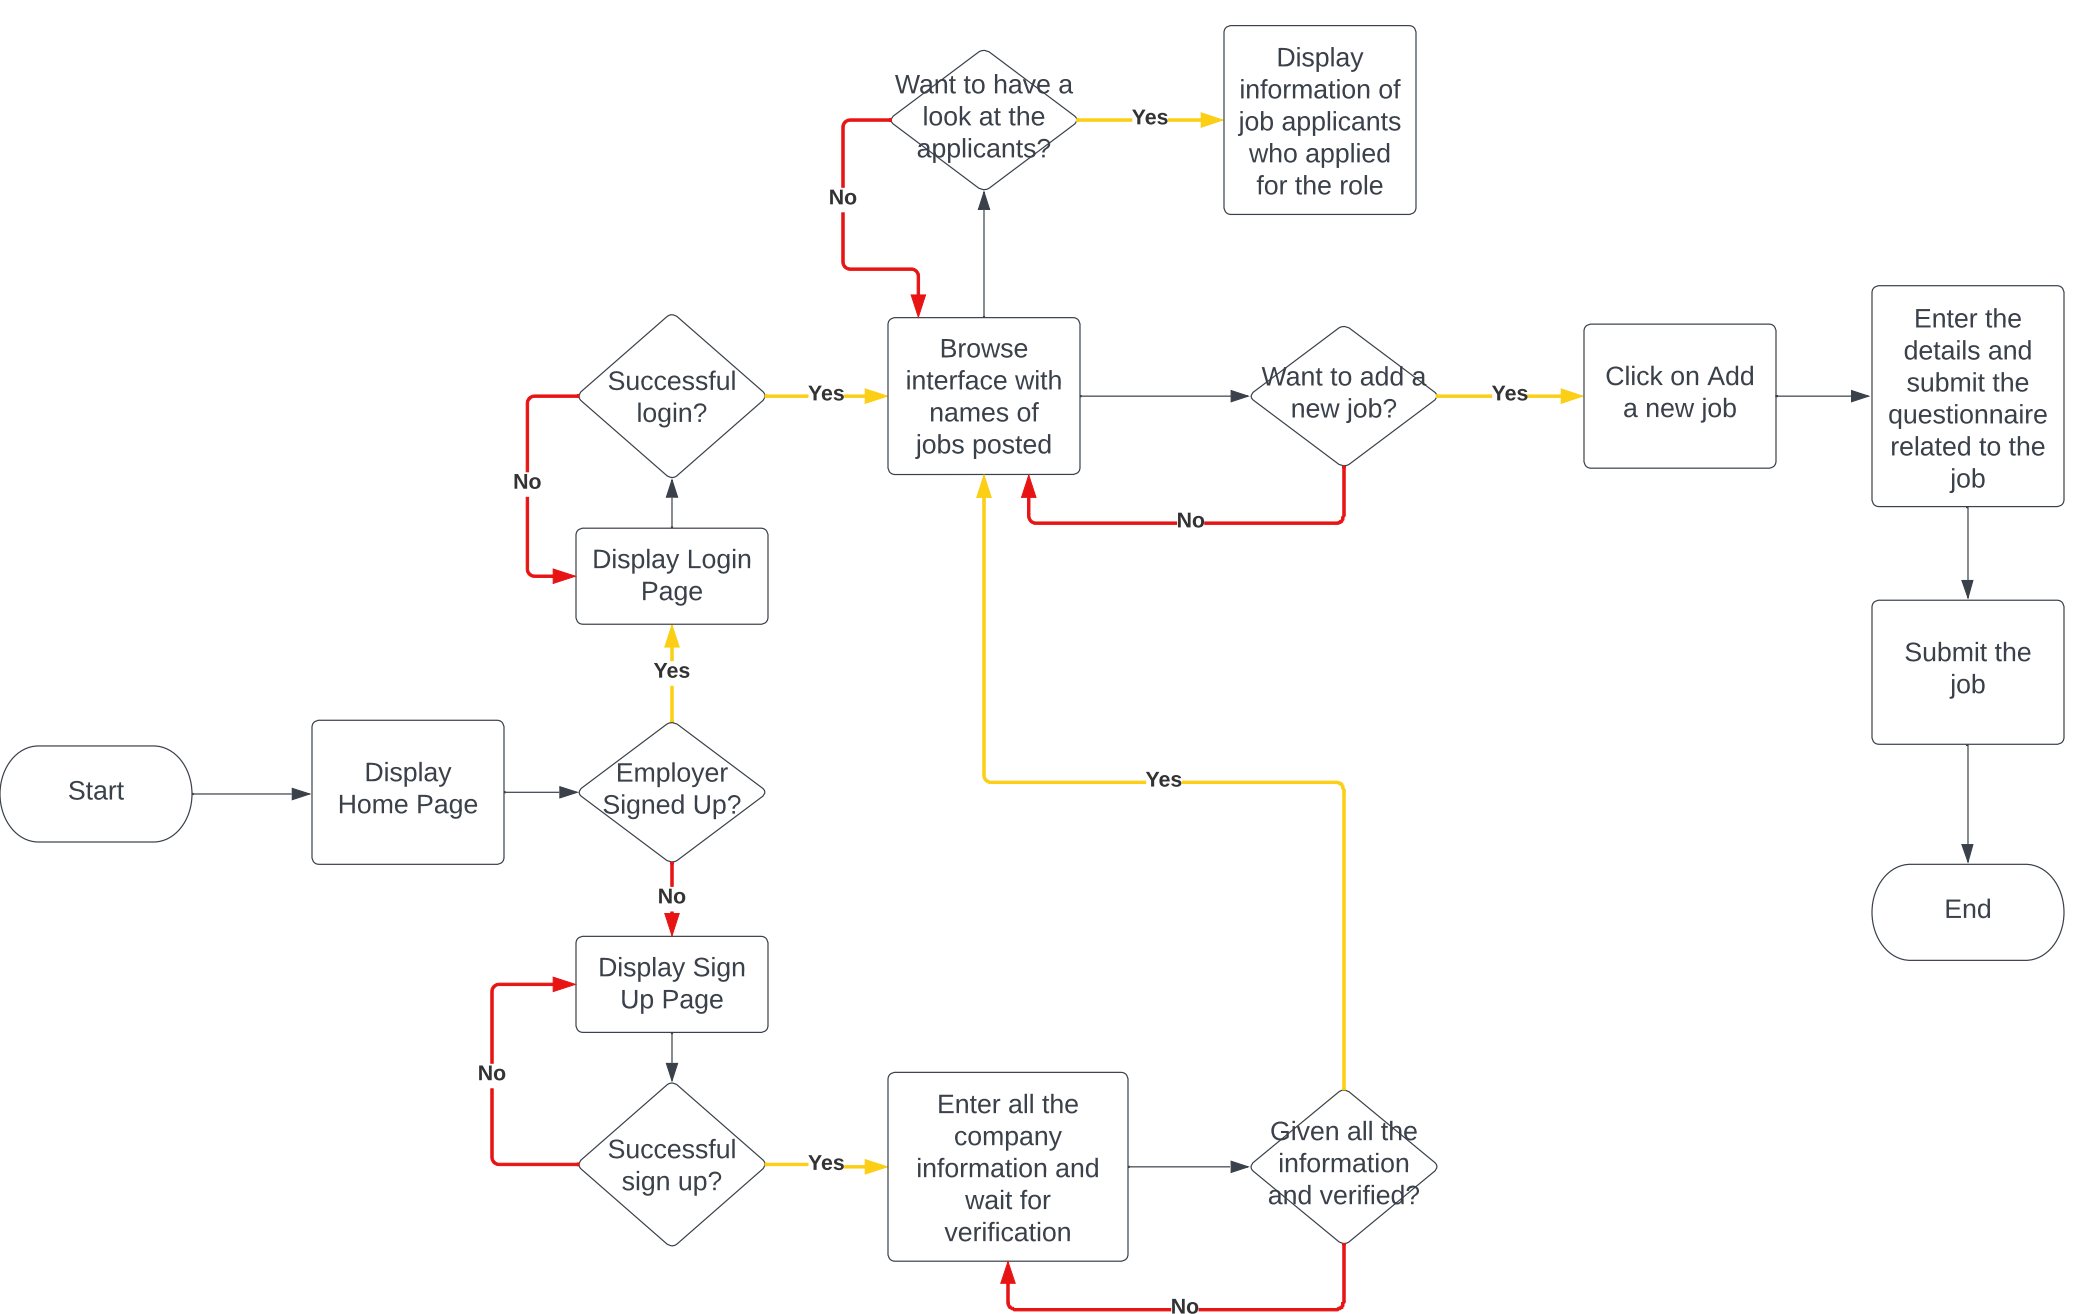 Want to have a
look at the
applicants?
Yes
Display
information of
job applicants
who applied
for the role
No
Successful
login?
Yes
No
Browse
interface with
names of
jobs posted
Want to add a
new job?
Yes
No
Click on Add
a new job
Enter the
details and
submit the
questionnaire
related to the
job
Display Login
Page
Yes
Submit the
job
Start
Display
Home Page
Employer
Signed Up?
Yes
No
End
Display Sign
Up Page
No
Successful
sign up?
Yes
Enter all the
company
information and
wait for
verification
Given all the
information
and verified?
No